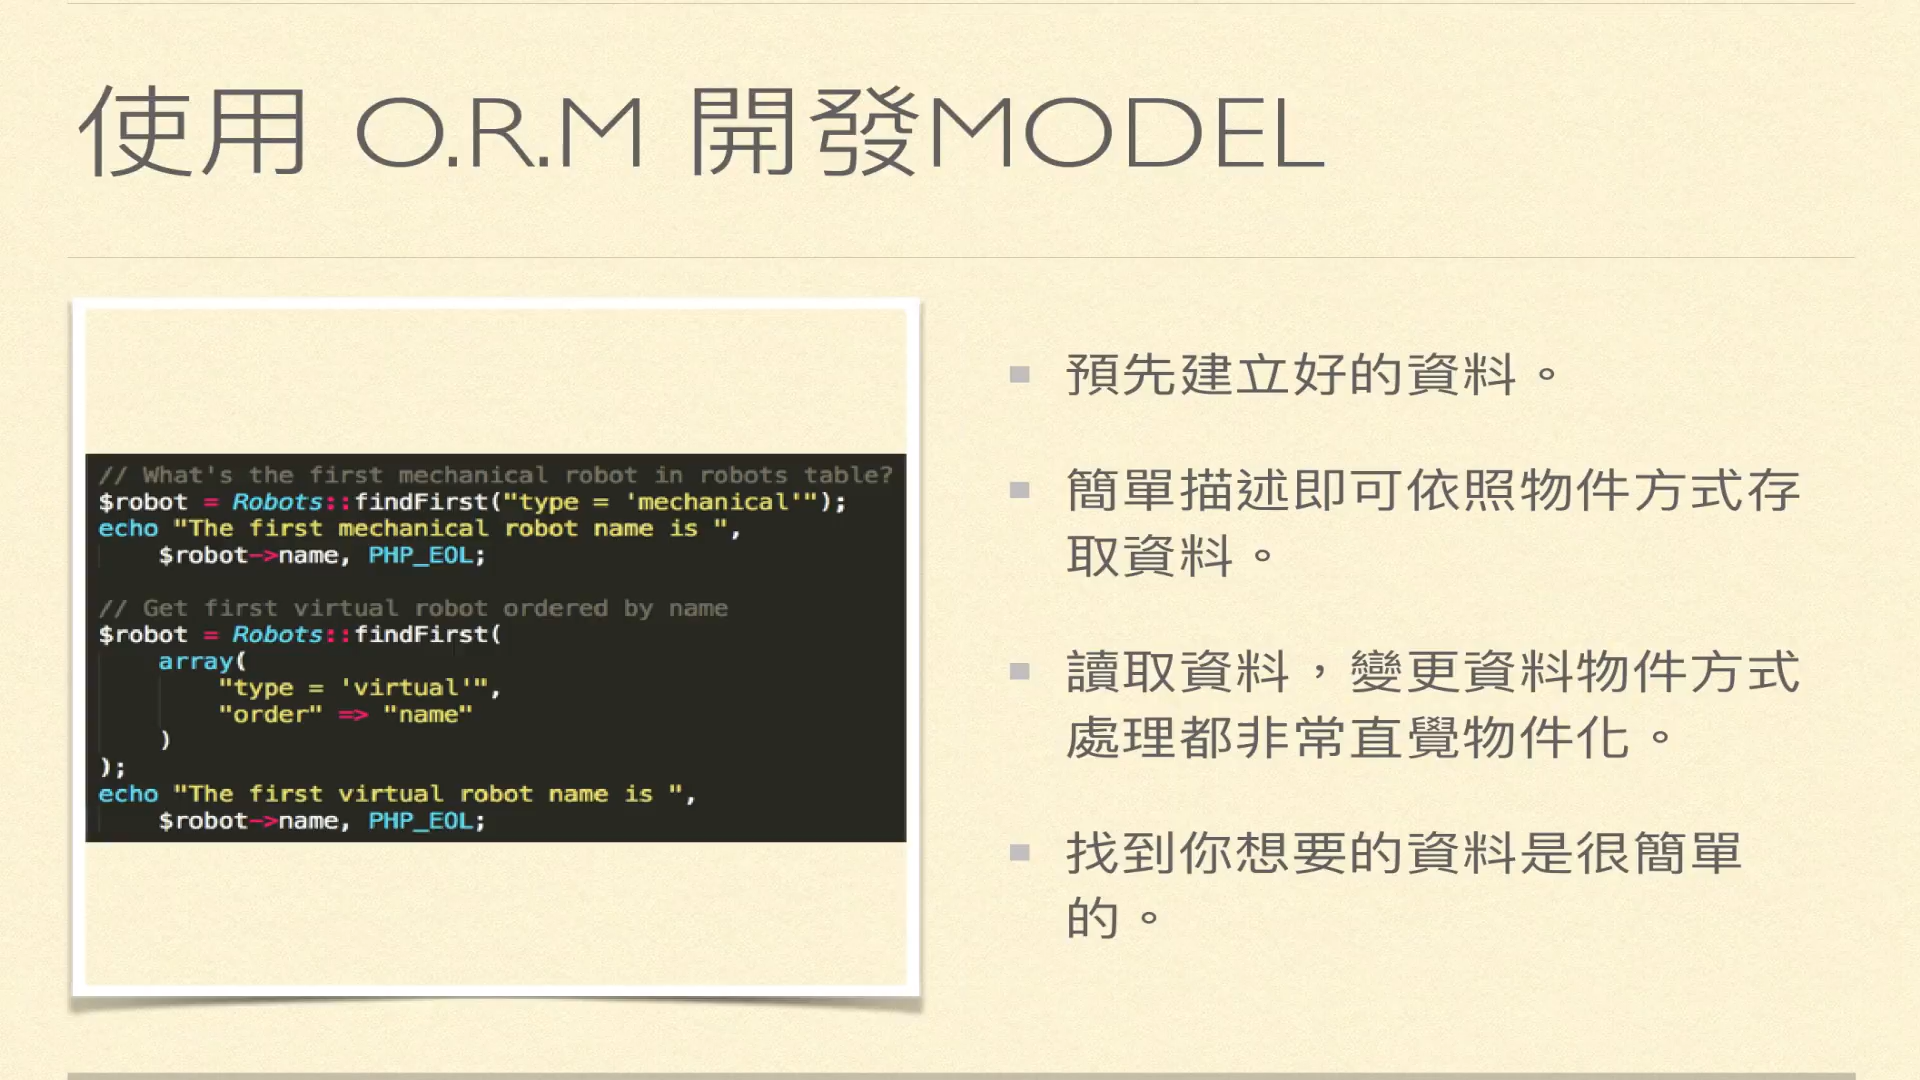 使用 O.R.M 開發MODEL
// What's the first mechanical robot in robots table?
$robot = Robots::findFirst("type = 'mechanical'");
echo "The first mechanical robot name is ",
    $robot->name, PHP_EOL;
// Get first virtual robot ordered by name
$robot = Robots::findFirst(
    array(
        "type = 'virtual'",
        "order" => "name"
    )
);
echo "The first virtual robot name is ",
    $robot->name, PHP_EOL;
預先建立好的資料。
簡單描述即可依照物件方式存
取資料。
讀取資料，變更資料物件方式
處理都非常直覺物件化。
找到你想要的資料是很簡單
的。